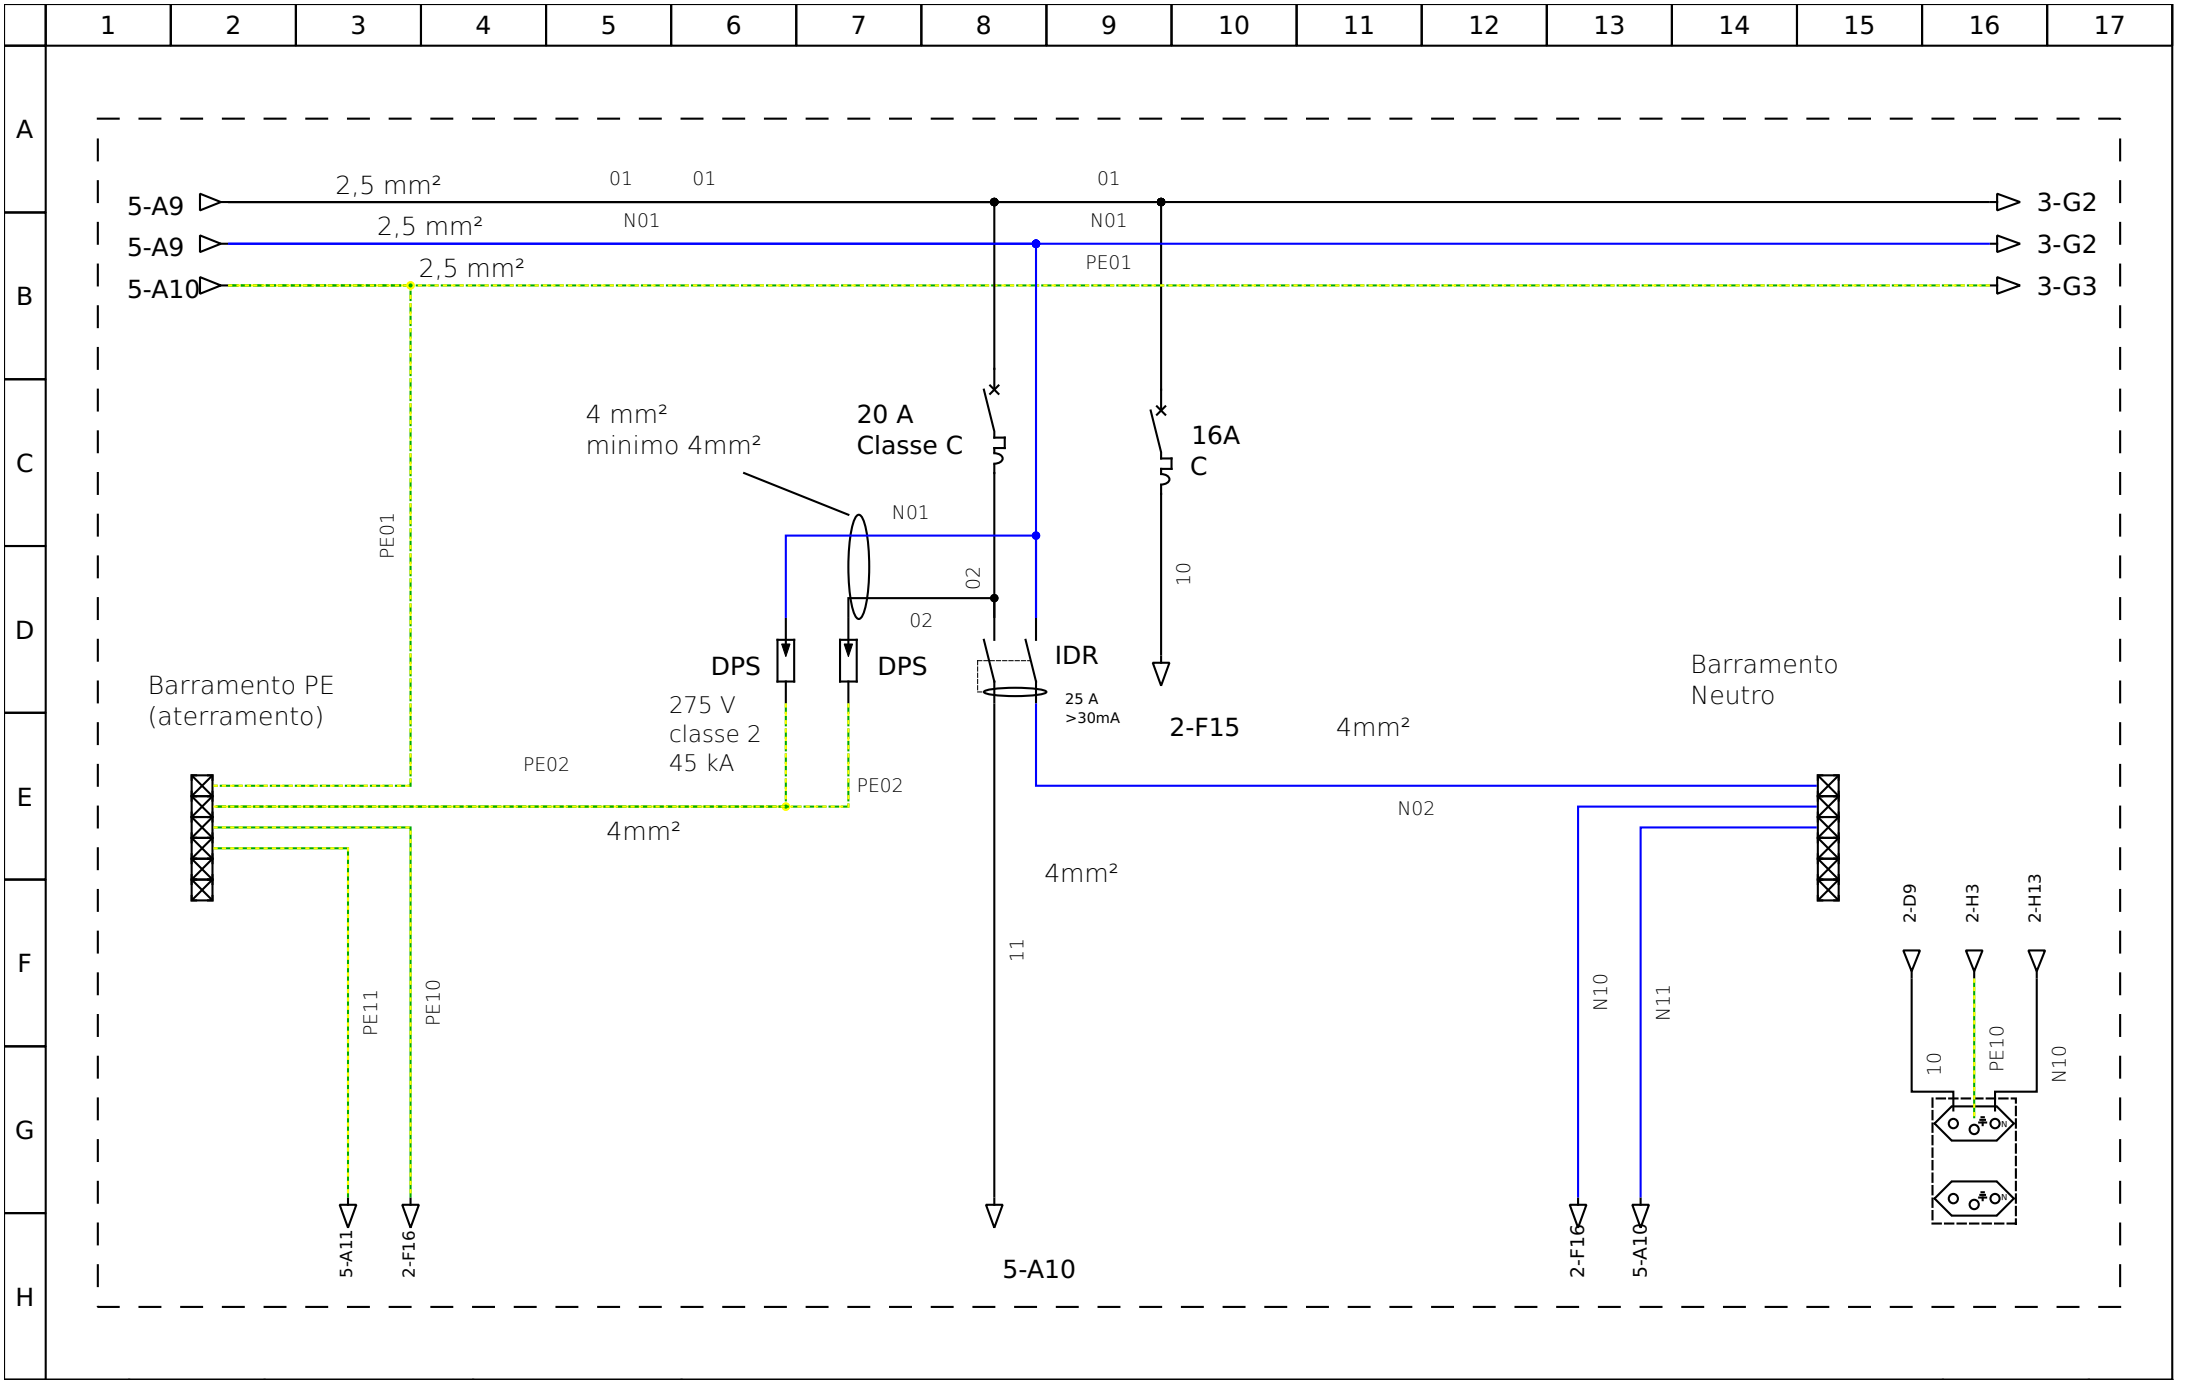 1 2 3 4 5 6 7 8 9 10 11 12 13 14 15 16 17
A
B
C
D
E
F
G
H
5-A9
2,5 mm²
01
01
01
3-G2
5-A9
2,5 mm²
N01
N01
3-G2
5-A10
2,5 mm²
PE01
3-G3
4 mm²
minimo 4mm²
20 A
Classe C
16A
C
PE01
N01
02
02
10
DPS
DPS
IDR
25 A
>30mA
275 V
classe 2
45 kA
Barramento PE
(aterramento)
Barramento
Neutro
2-F15
4mm²
PE02
PE02
4mm²
N02
4mm²
11
PE11
PE10
N10
N11
2-D9
2-H3
2-H13
10
PE10
N10
N
N
5-A11
2-F16
5-A10
2-F16
5-A10